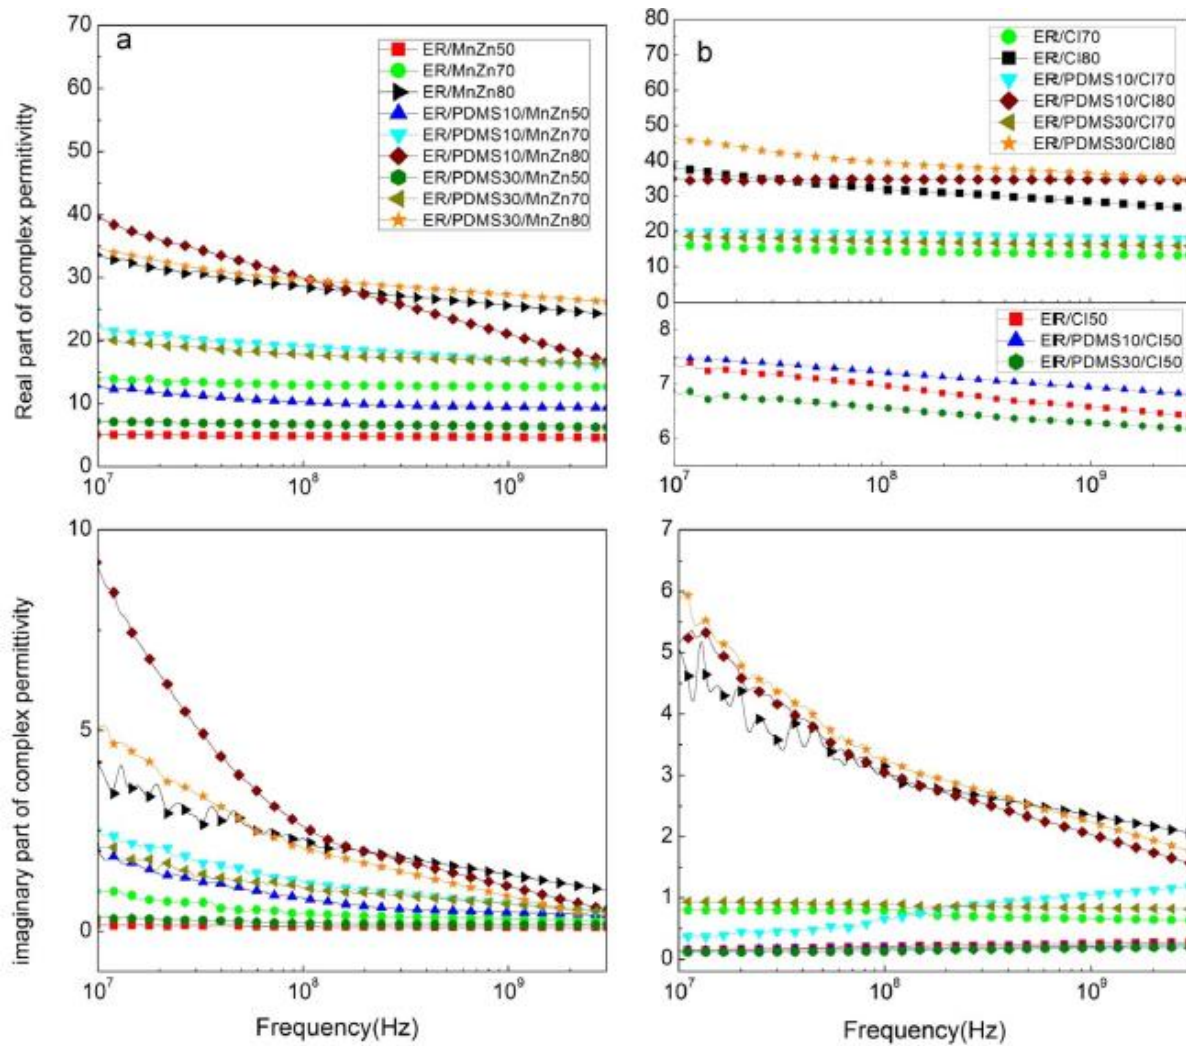 a
Real part of complex permitivitty
70
60
50
40
30
20
10
0
ER/MnZn50
ER/MnZn70
ER/MnZn80
ER/PDMS10/MnZn50
ER/PDMS10/MnZn70
ER/PDMS10/MnZn80
ER/PDMS30/MnZn50
ER/PDMS30/MnZn70
ER/PDMS30/MnZn80
10^7
10^8
10^9
b
80
70
60
50
40
30
20
10
0
ER/CI70
ER/CI80
ER/PDMS10/CI70
ER/PDMS10/CI80
ER/PDMS30/CI70
ER/PDMS30/CI80
8
7
6
ER/CI50
ER/PDMS10/CI50
ER/PDMS30/CI50
10^7
10^8
10^9
imaginary part of complex permittivity
10
5
0
10^7
10^8
10^9
Frequency(Hz)
7
6
5
4
3
2
1
0
10^7
10^8
10^9
Frequency(Hz)